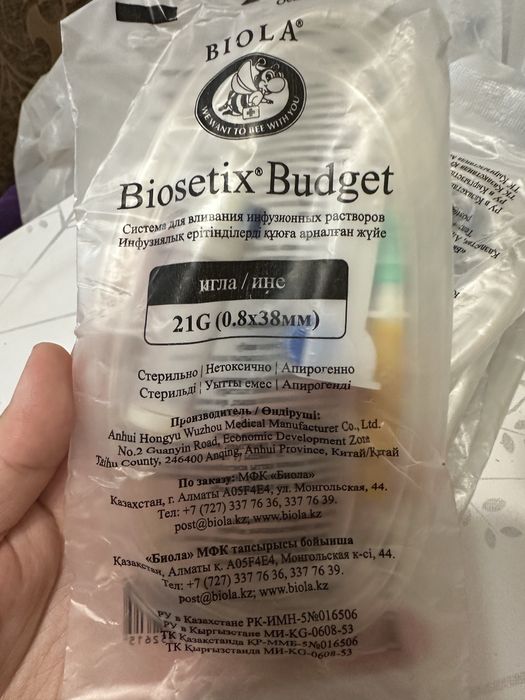 BIOLA®
WE WANT TO BEE WITH YOU
Biosetix® Budget
Система для вливания инфузионных растворов
Инфузиялық ерітінділерді құюға арналған жүйе
игла / ине
21G (0.8x38мм)
Стерильно | Нетоксично | Апирогенно
Стерильді | Уытты емес | Апирогенді
Производитель / Өндіруші:
Anhui Hongyu Wuzhou Medical Manufacturer Co., Ltd.
No.2 Guanyin Road, Economic Development Zone
Taihu County, 246400 Anqing, Anhui Province, Китай/Қытай
По заказу: МФК «Биола»
Казахстан, г. Алматы A05F4E4, ул. Монгольская, 44.
Тел: +7 (727) 337 76 36, 337 76 39.
post@biola.kz; www.biola.kz
«Биола» МФК тапсырысы бойынша
Қазақстан, Алматы к. A05F4E4, Монгольская к-сі, 44.
Тел: +7 (727) 337 76 36, 337 76 39.
post@biola.kz; www.biola.kz
РУ в Казахстане РК-ИМН-5№016506
РУ в Кыргызстане МИ-KG-0608-53
ТК Казакстанда КР-ММБ-5№016506
ТК Кыргызстанда МИ-KG-0608-53